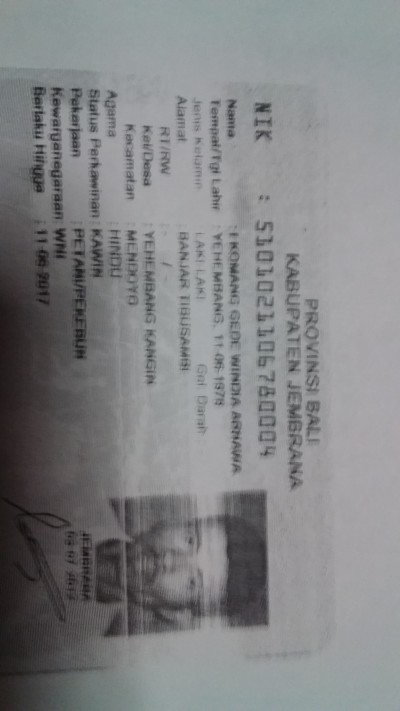 PROVINSI BALI
KABUPATEN JEMBRANA
NIK : 5101021106780004
Nama : I KOMANG GEDE WINDIA ARNAWA
Tempat/Tgl Lahir : YEHEMBANG, 11-06-1978
Jenis Kelamin : LAKI-LAKI Gol Darah
Alamat BANJAR TIBUSAMBI
RT/RW : - / -
Kel/Desa : YEHEMBANG KANGIN
Kecamatan : MENDOYO
Agama : HINDU
Status Perkawinan : KAWIN
Pekerjaan : PETANI/PEKEBUN
Kewarganegaraan: WNI
Berlaku Hingga : 11-06-2017
JEMBRANA